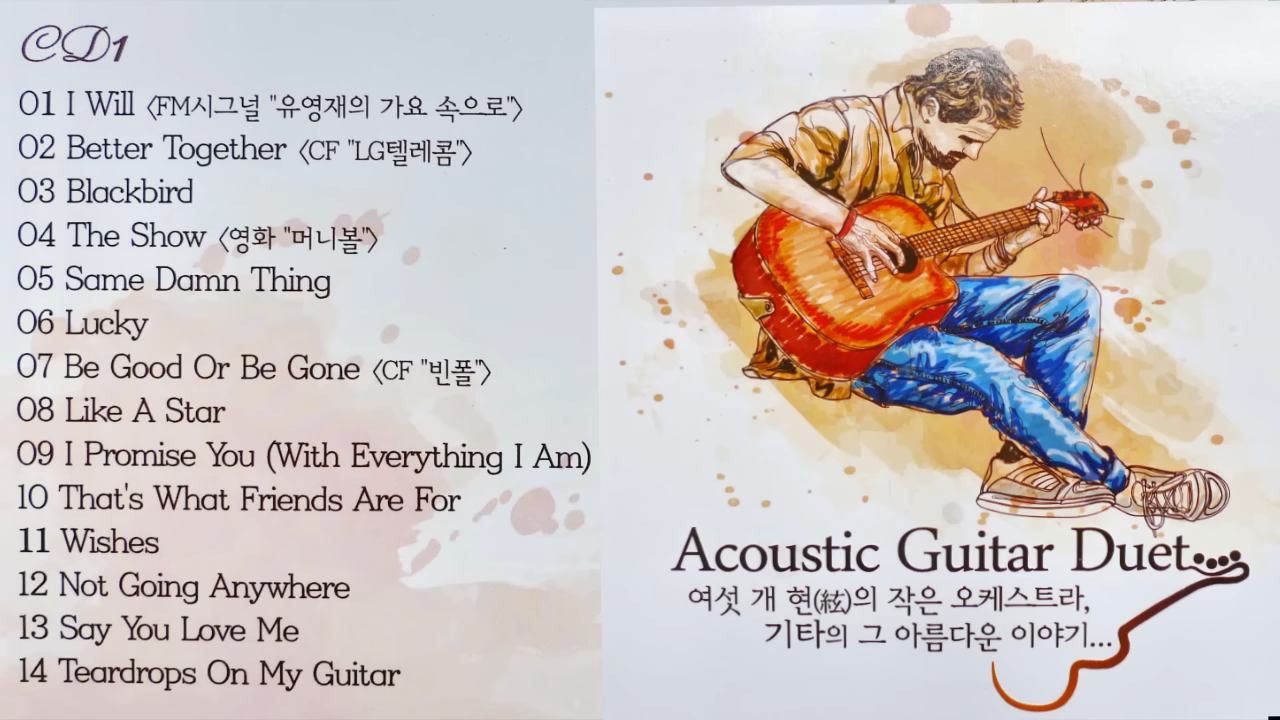 CD1
01 I Will 〈FM시그널 "유영재의 가요 속으로"〉
02 Better Together 〈CF "LG텔레콤"〉
03 Blackbird
04 The Show 〈영화 "머니볼"〉
05 Same Damn Thing
06 Lucky
07 Be Good Or Be Gone 〈CF "빈폴"〉
08 Like A Star
09 I Promise You (With Everything I Am)
10 That's What Friends Are For
11 Wishes
12 Not Going Anywhere
13 Say You Love Me
14 Teardrops On My Guitar
Acoustic Guitar Duet...
여섯 개 현(絃)의 작은 오케스트라,
기타의 그 아름다운 이야기...